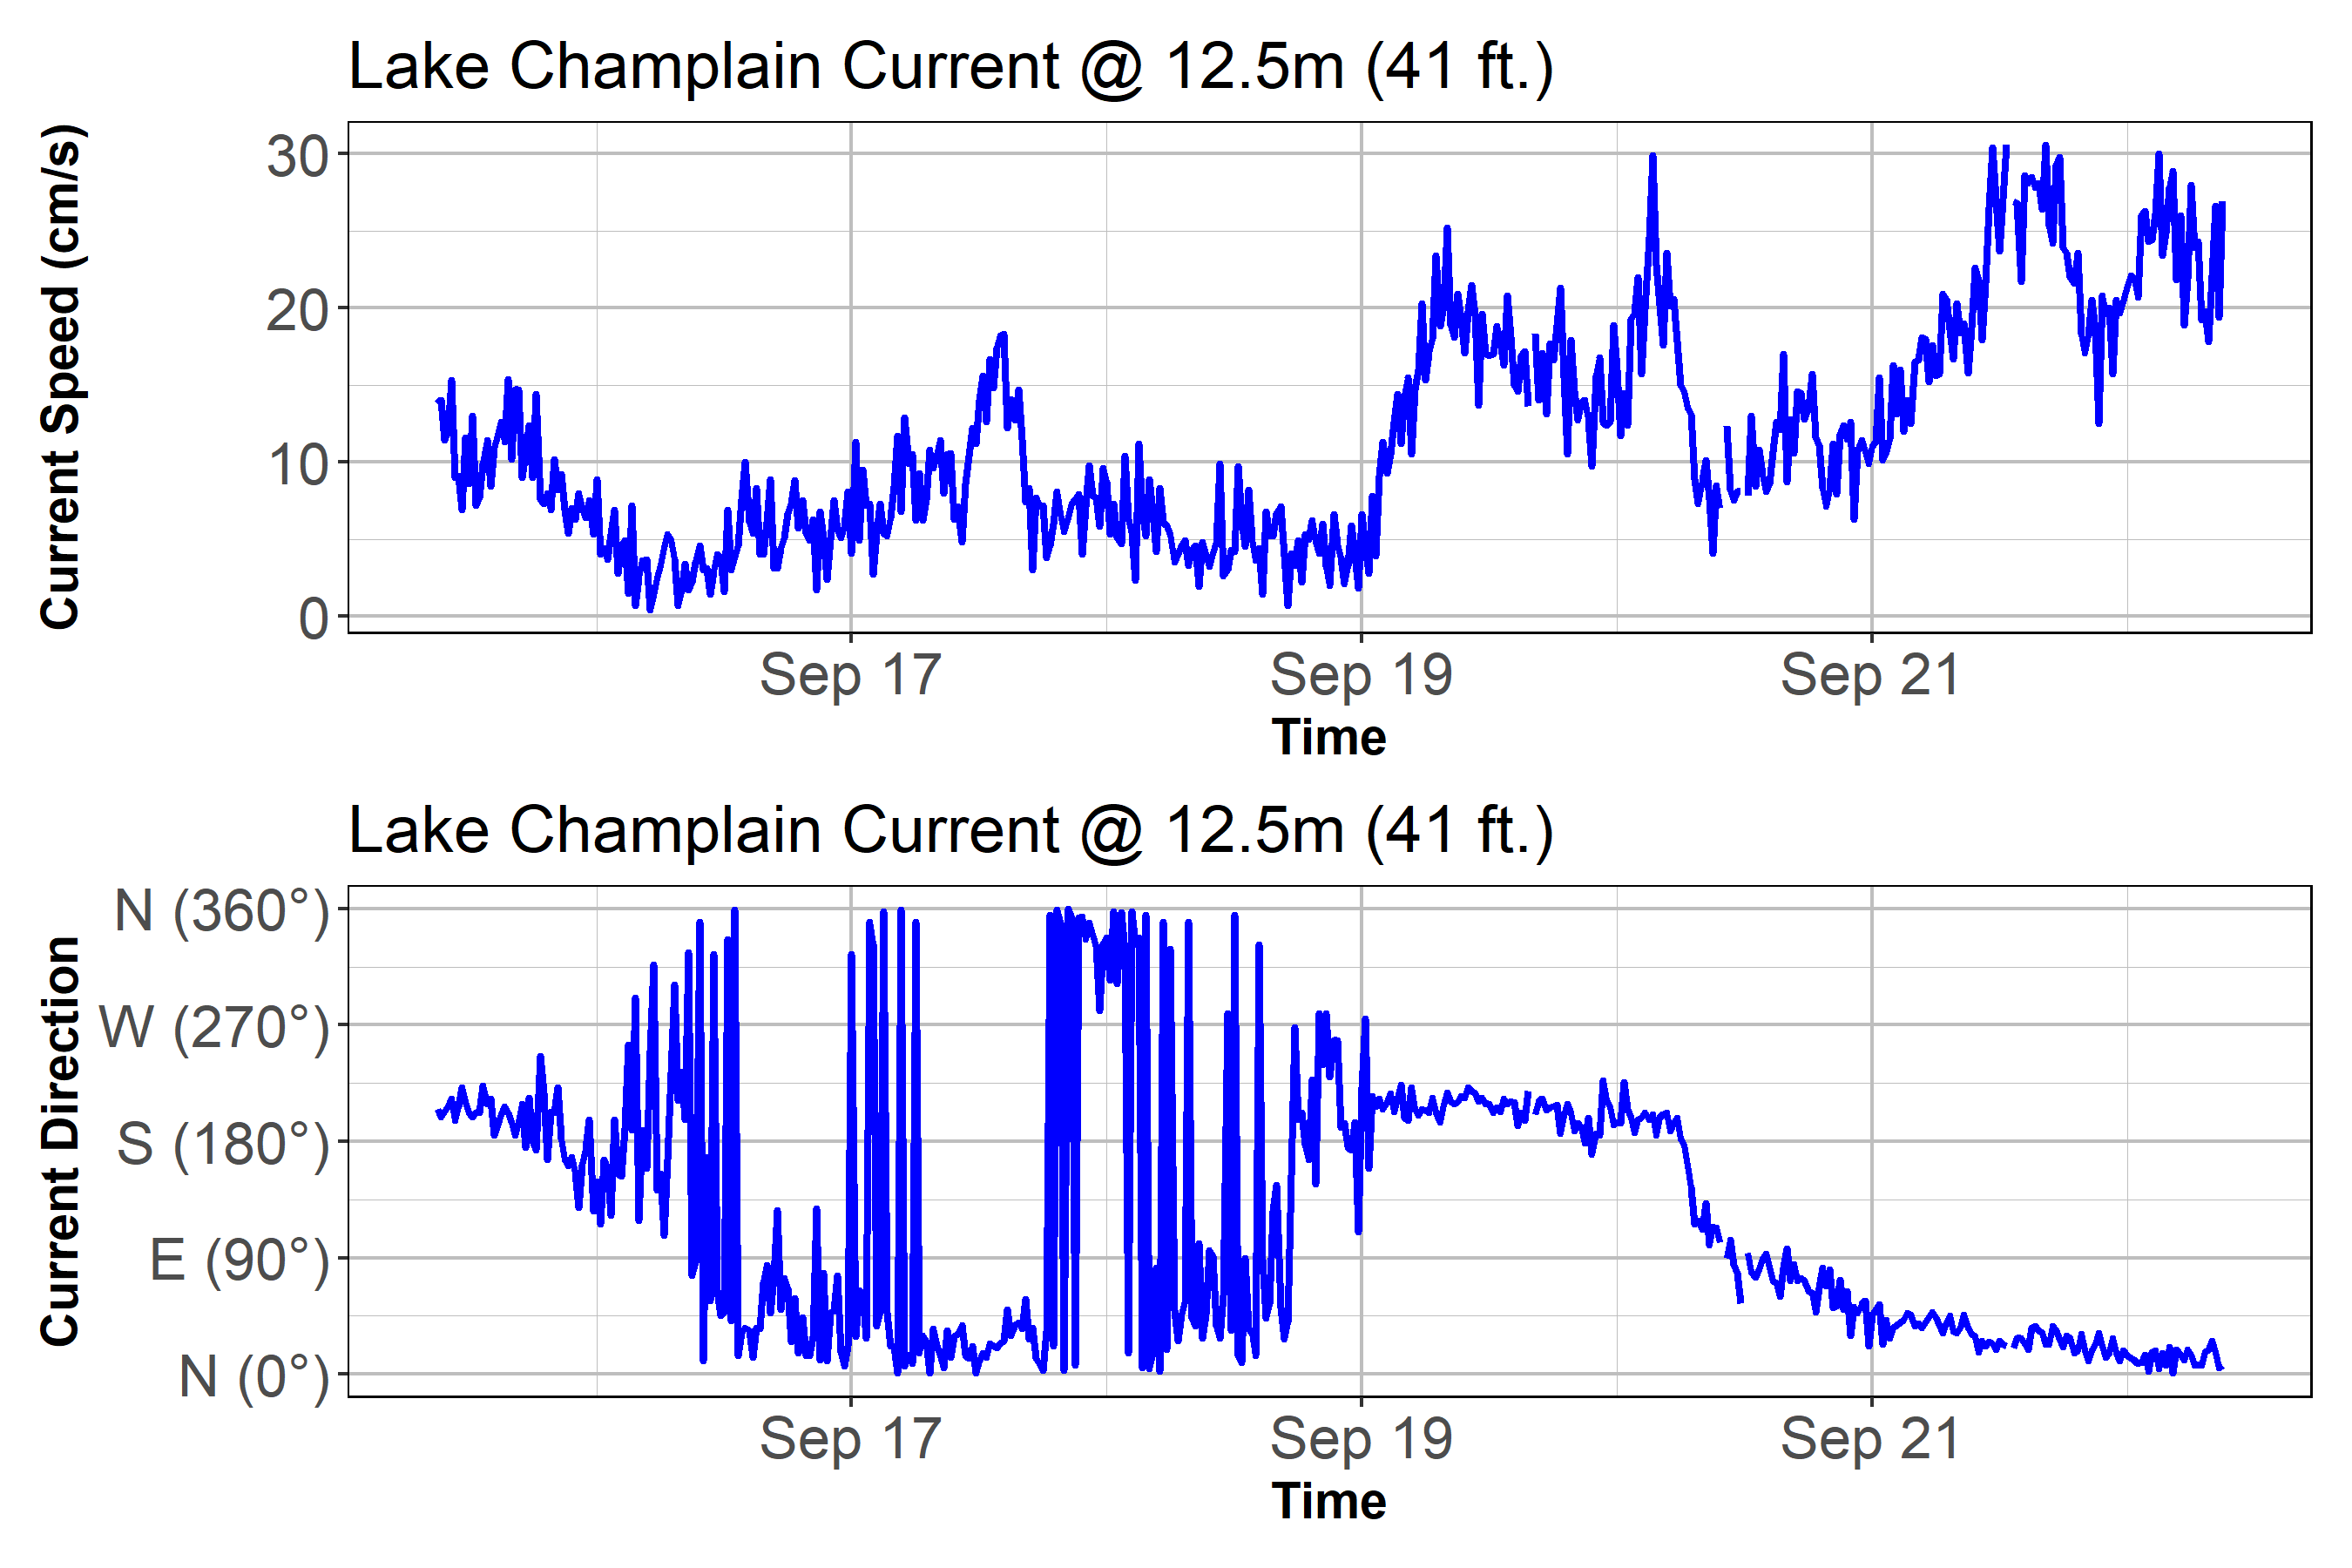 Lake Champlain Current @ 12.5m (41 ft.)
Current Speed (cm/s)
30
20
10
0
Sep 17 Sep 19 Sep 21
Time
Lake Champlain Current @ 12.5m (41 ft.)
Current Direction
N (360°)
W (270°)
S (180°)
E (90°)
N (0°)
Sep 17 Sep 19 Sep 21
Time